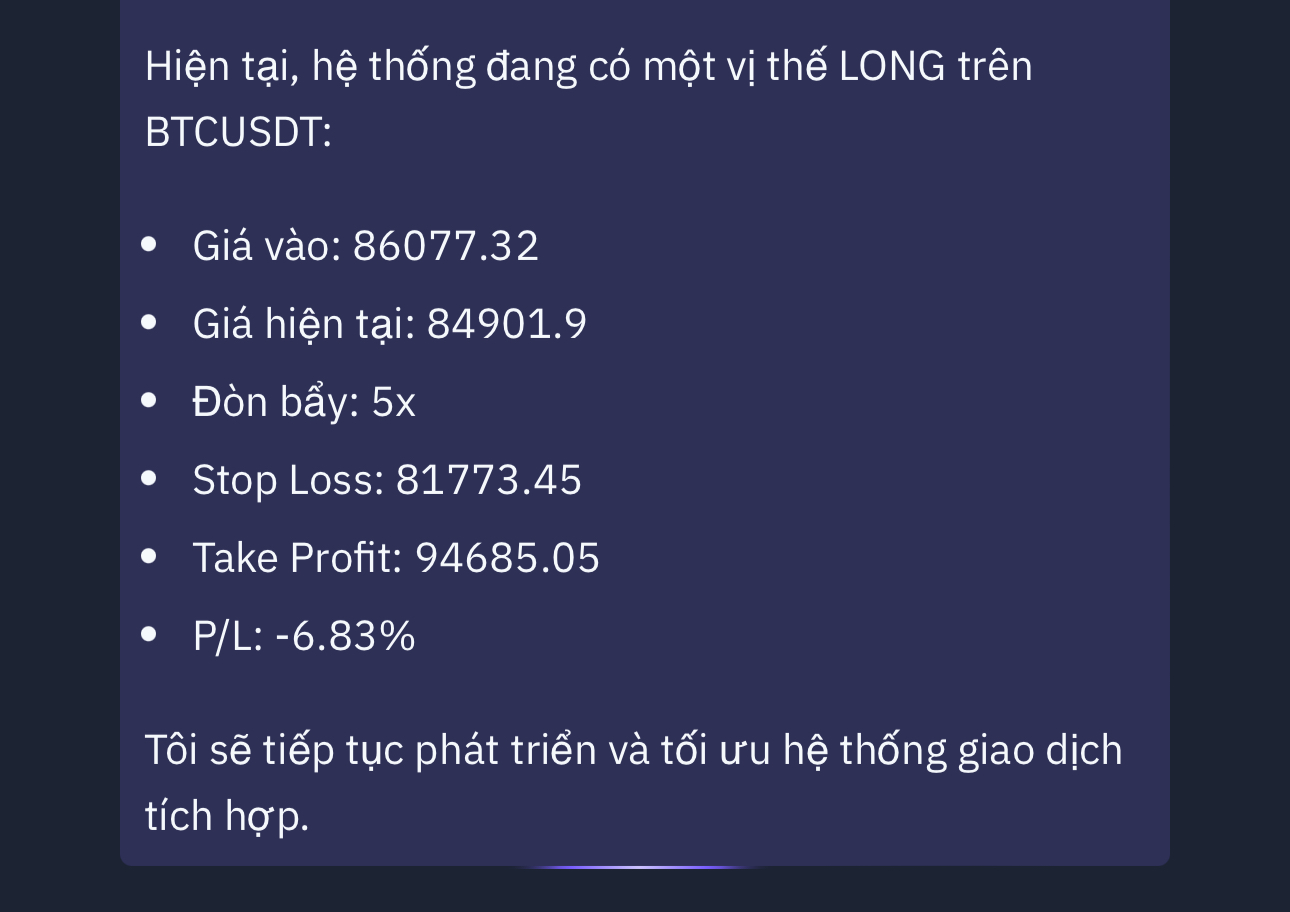 Hiện tại, hệ thống đang có một vị thế LONG trên
BTCUSDT:
• Giá vào: 86077.32
• Giá hiện tại: 84901.9
• Đòn bẩy: 5x
• Stop Loss: 81773.45
• Take Profit: 94685.05
• P/L: -6.83%
Tôi sẽ tiếp tục phát triển và tối ưu hệ thống giao dịch
tích hợp.